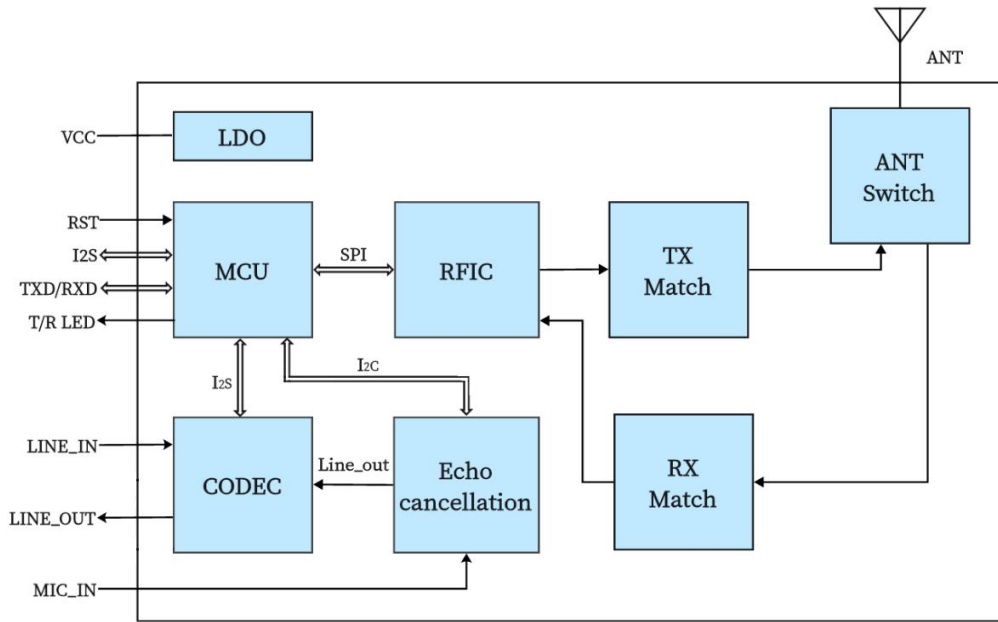 ANT
VCC
LDO
ANT
Switch
RST
I2S
TXD/RXD
T/R LED
MCU
SPI
RFIC
TX
Match
I2S
I2C
LINE_IN
LINE_OUT
CODEC
Line_out
Echo
cancellation
RX
Match
MIC_IN